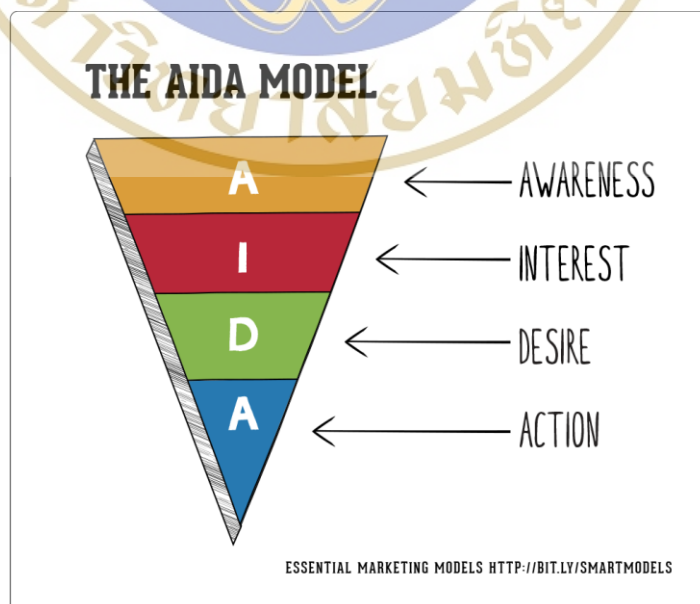 THE AIDA MODEL
A
AWARENESS
I
INTEREST
D
DESIRE
A
ACTION
ESSENTIAL MARKETING MODELS HTTP://BIT.LY/SMARTMODELS